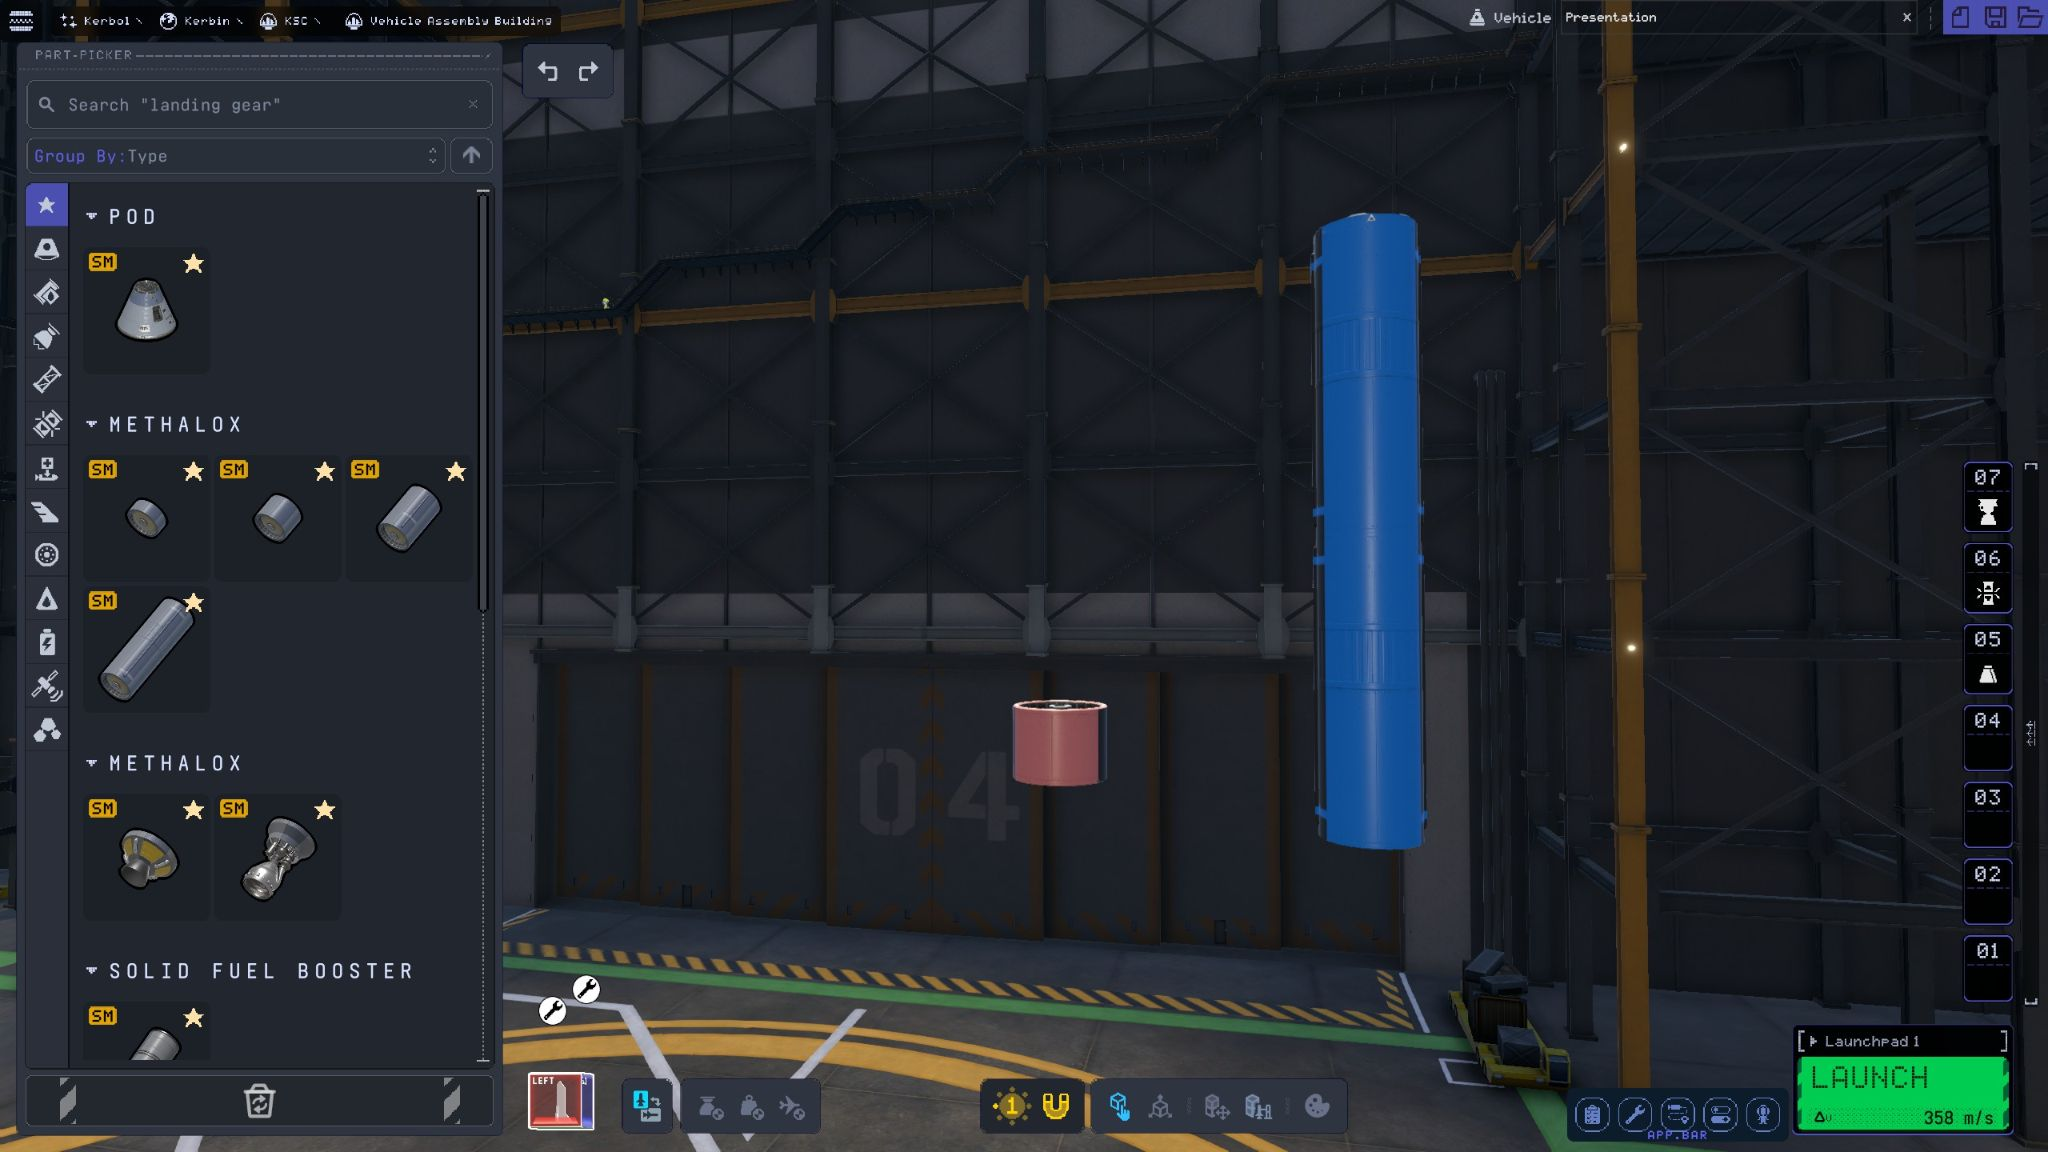 Kerbol
Kerbin
KSC
Vehicle Assembly Building
Vehicle
Presentation
PART-PICKER
Search "landing gear"
Group By:Type
POD
SM
METHALOX
SM
SM
SM
SM
METHALOX
SM
SM
SOLID FUEL BOOSTER
SM
04
07
06
05
04
03
02
01
LEFT
1
Launchpad 1
LAUNCH
Δv 358 m/s
APP.BAR